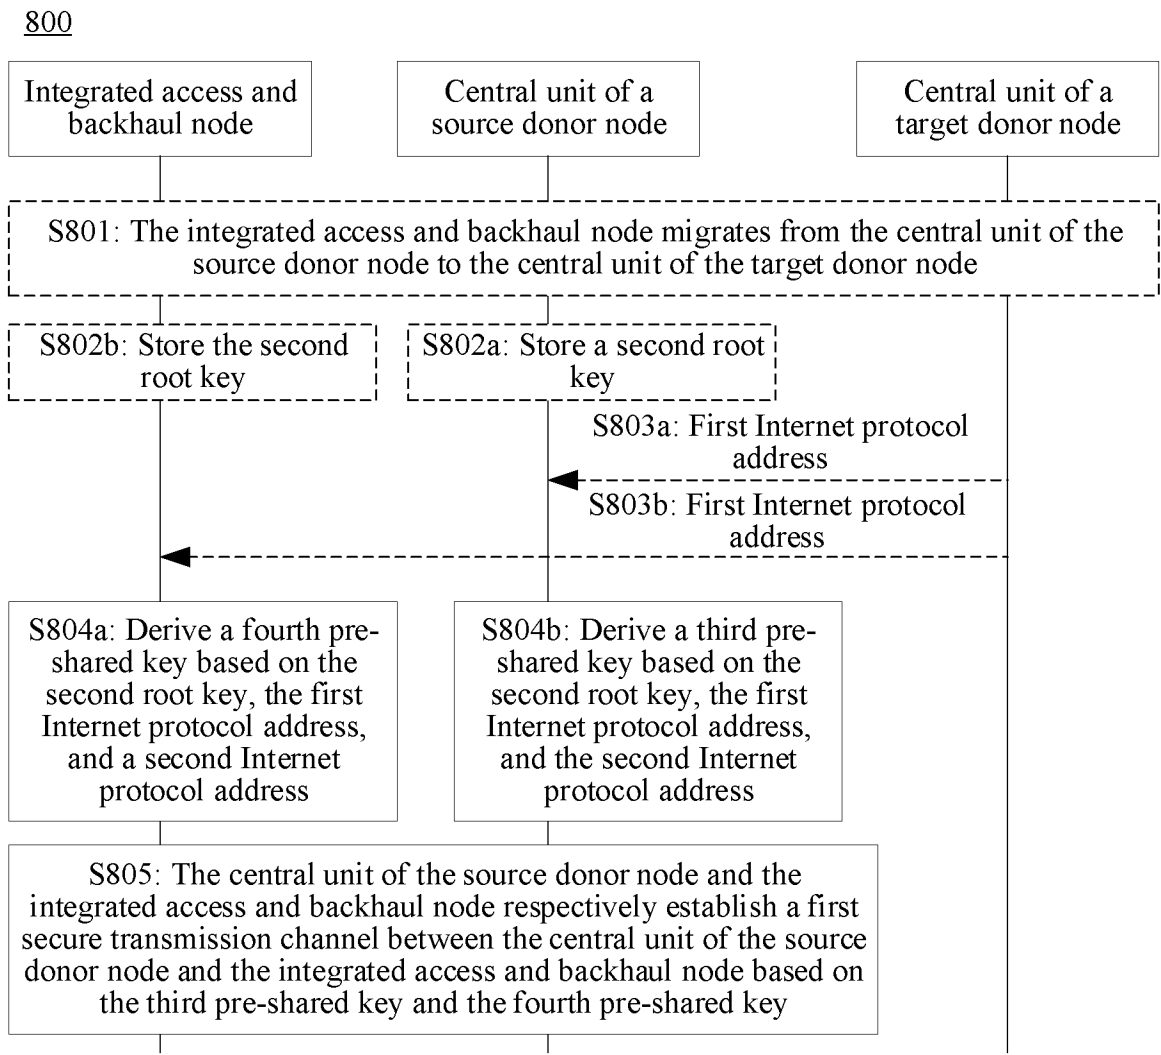 800
Integrated access and
backhaul node
Central unit of a
source donor node
Central unit of a
target donor node
S801: The integrated access and backhaul node migrates from the central unit of the
source donor node to the central unit of the target donor node
S802b: Store the second
root key
S802a: Store a second root
key
S803a: First Internet protocol
address
S803b: First Internet protocol
address
S804a: Derive a fourth pre-
shared key based on the
second root key, the first
Internet protocol address,
and a second Internet
protocol address
S804b: Derive a third pre-
shared key based on the
second root key, the first
Internet protocol address,
and the second Internet
protocol address
S805: The central unit of the source donor node and the
integrated access and backhaul node respectively establish a first
secure transmission channel between the central unit of the source
donor node and the integrated access and backhaul node based on
the third pre-shared key and the fourth pre-shared key